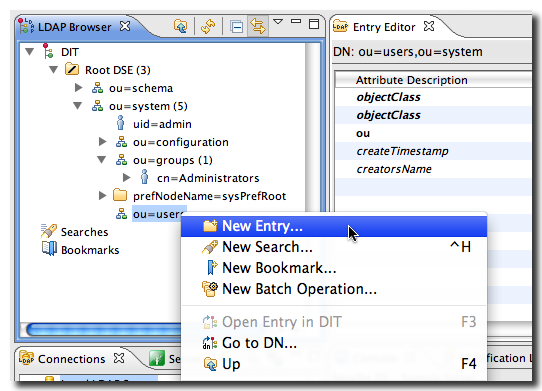 LDAP Browser
DIT
Root DSE (3)
ou=schema
ou=system (5)
uid=admin
ou=configuration
ou=groups (1)
cn=Administrators
prefNodeName=sysPrefRoot
ou=users
Searches
Bookmarks
Entry Editor
DN: ou=users,ou=system
Attribute Description
objectClass
objectClass
ou
createTimestamp
creatorsName
New Entry...
New Search... ^H
New Bookmark...
New Batch Operation...
Open Entry in DIT F3
Go to DN...
Up F4
Connections